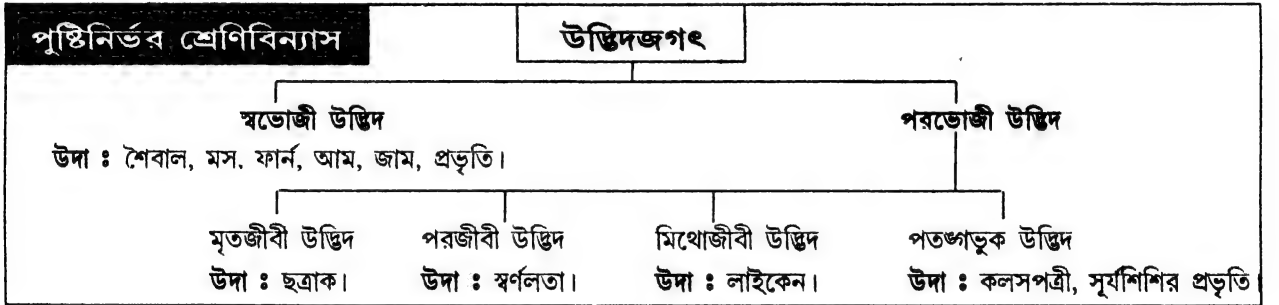 পুষ্টিনির্ভর শ্রেণিবিন্যাস
উদ্ভিদজগৎ
স্বভোজী উদ্ভিদ
পরভোজী উদ্ভিদ
উদা : শৈবাল, মস. ফার্ন, আম, জাম, প্রভৃতি।
মৃতজীবী উদ্ভিদ পরজীবী উদ্ভিদ মিথোজীবী উদ্ভিদ পতঙ্গভুক উদ্ভিদ
উদা : ছত্রাক। উদা : স্বর্ণলতা। উদা : লাইকেন। উদা : কলসপত্রী, সূর্যশিশির প্রভৃতি।